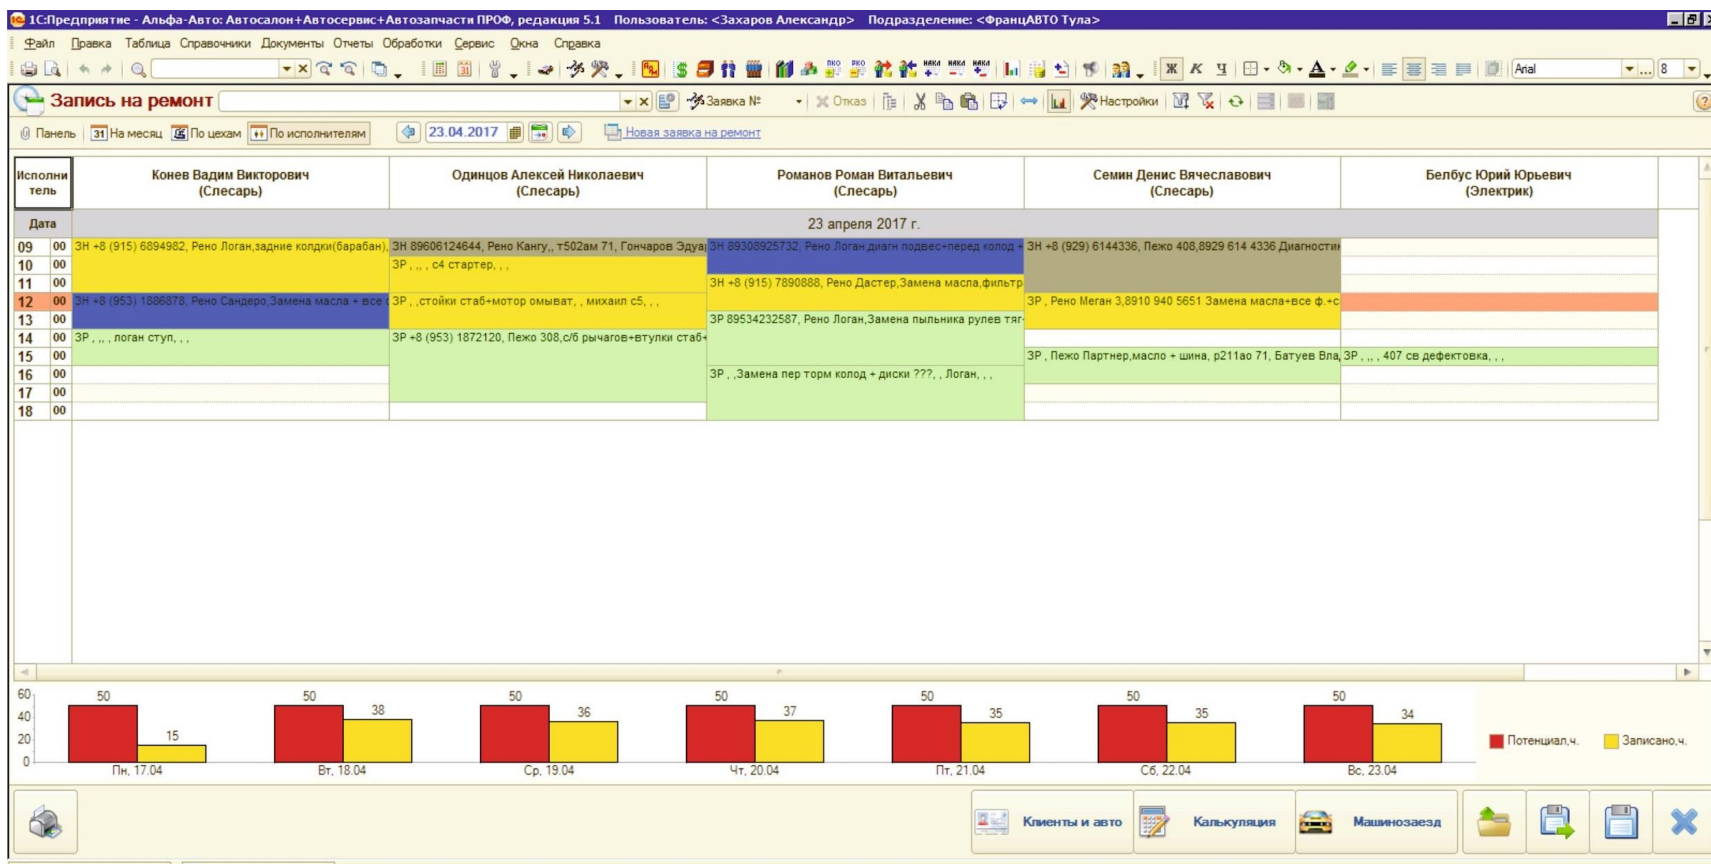 1С:Предприятие - Альфа-Авто: Автосалон+Автосервис+Автозапчасти ПРОФ, редакция 5.1 Пользователь: <Захаров Александр> Подразделение: <ФранцАВТО Тула>
Файл Правка Таблица Справочники Документы Отчеты Обработки Сервис Окна Справка
Ж К Ч А Arial 8
Запись на ремонт Заявка № Отказ Настройки
Панель 31 На месяц По цехам По исполнителям 23.04.2017 Новая заявка на ремонт
Исполни
тель
Конев Вадим Викторович
(Слесарь)
Одинцов Алексей Николаевич
(Слесарь)
Романов Роман Витальевич
(Слесарь)
Семин Денис Вячеславович
(Слесарь)
Белбус Юрий Юрьевич
(Электрик)
Дата 23 апреля 2017 г.
09 00 ЗН +8 (915) 6894982, Рено Логан,задние колдки(барабан), ЗН 89606124644, Рено Кангу,, т502ам 71, Гончаров Эдуа ЗН 89308925732, Рено Логан,диагн подвес+перед колод + ЗН +8 (929) 6144336, Пежо 408,8929 614 4336 Диагности
10 00 ЗР , ,, , с4 стартер, , ,
11 00 ЗН +8 (915) 7890888, Рено Дастер,Замена масла,фильтр
12 00 ЗН +8 (953) 1886878, Рено Сандеро,Замена масла + все ЗР , ,стойки стаб+мотор омыват, , михаил с5, , , ЗР , Рено Меган 3,8910 940 5651 Замена масла+все ф.+с
13 00 ЗР 89534232587, Рено Логан,Замена пыльника рулев тяг
14 00 ЗР , ,, , логан ступ, , , ЗР +8 (953) 1872120, Пежо 308,с/б рычагов+втулки стаб+
15 00 ЗР , Пежо Партнер,масло + шина, р211ао 71, Батуев Вла, ЗР , ,, , 407 св дефектовка, , ,
16 00 ЗР , ,Замена пер торм колод + диски ???, , Логан, , ,
17 00
18 00
60 50 50 50 50 50 50 50
40 38 36 37 35 35 34
20 15
0
Пн, 17.04 Вт, 18.04 Ср, 19.04 Чт, 20.04 Пт, 21.04 Сб, 22.04 Вс, 23.04
Потенциал,ч. Записано,ч.
Клиенты и авто Калькуляция Машинозаезд